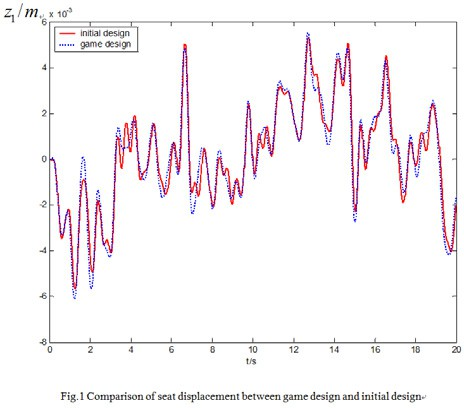 z₁/m
× 10⁻³
6
initial design
game design
4
2
0
-2
-4
-6
-8
0 2 4 6 8 10 12 14 16 18 20
t/s
Fig.1 Comparison of seat displacement between game design and initial design